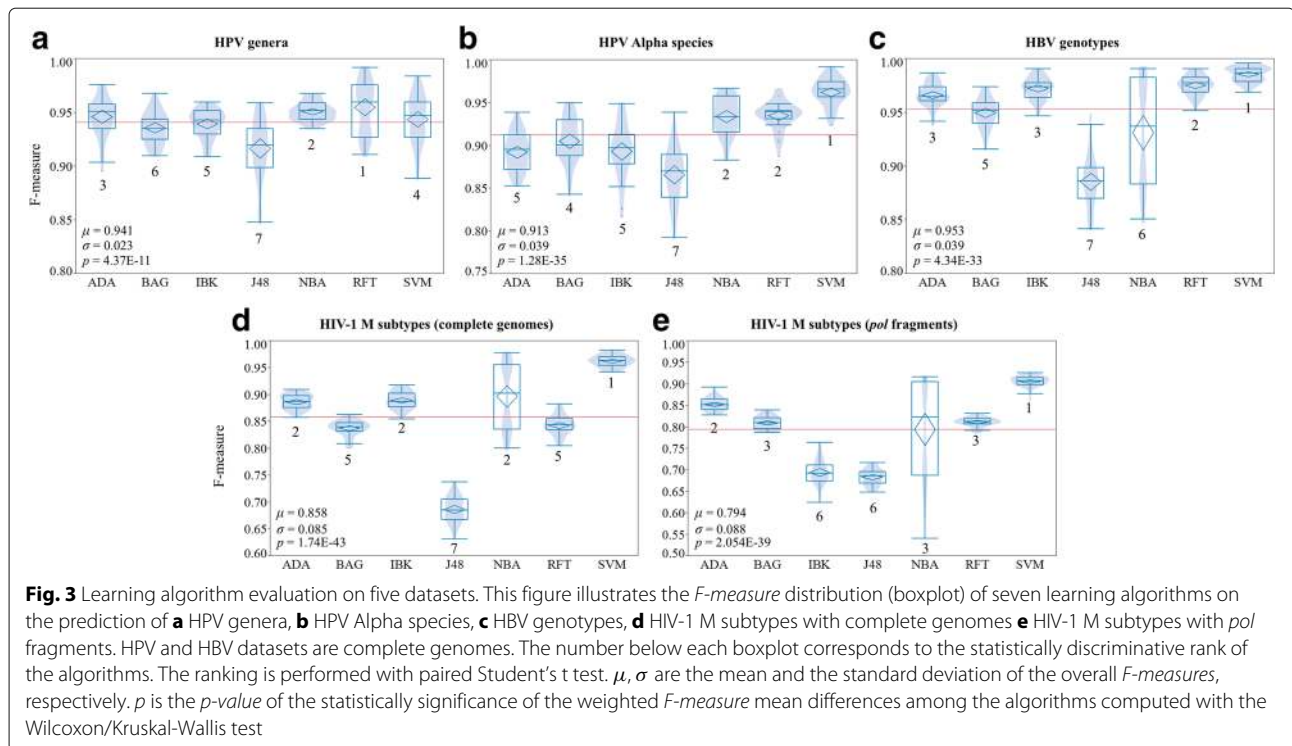 a
HPV genera
F-measure
1.00
0.95
0.90
0.85
0.80
3
6
5
7
2
1
4
μ = 0.941
σ = 0.023
p = 4.37E-11
ADA BAG IBK J48 NBA RFT SVM
b
HPV Alpha species
1.00
0.95
0.90
0.85
0.80
0.75
5
4
5
7
2
2
1
μ = 0.913
σ = 0.039
p = 1.28E-35
ADA BAG IBK J48 NBA RFT SVM
c
HBV genotypes
1.00
0.95
0.90
0.85
0.80
3
5
3
7
6
2
1
μ = 0.953
σ = 0.039
p = 4.34E-33
ADA BAG IBK J48 NBA RFT SVM
d
HIV-1 M subtypes (complete genomes)
F-measure
1.00
0.95
0.90
0.85
0.80
0.75
0.70
0.65
0.60
2
5
2
7
2
5
1
μ = 0.858
σ = 0.085
p = 1.74E-43
ADA BAG IBK J48 NBA RFT SVM
e
HIV-1 M subtypes (pol fragments)
1.00
0.95
0.90
0.85
0.80
0.75
0.70
0.65
0.60
0.55
0.50
2
3
6
6
3
3
1
μ = 0.794
σ = 0.088
p = 2.054E-39
ADA BAG IBK J48 NBA RFT SVM
Fig. 3 Learning algorithm evaluation on five datasets. This figure illustrates the F-measure distribution (boxplot) of seven learning algorithms on
the prediction of a HPV genera, b HPV Alpha species, c HBV genotypes, d HIV-1 M subtypes with complete genomes e HIV-1 M subtypes with pol
fragments. HPV and HBV datasets are complete genomes. The number below each boxplot corresponds to the statistically discriminative rank of
the algorithms. The ranking is performed with paired Student's t test. μ, σ are the mean and the standard deviation of the overall F-measures,
respectively. p is the p-value of the statistically significance of the weighted F-measure mean differences among the algorithms computed with the
Wilcoxon/Kruskal-Wallis test